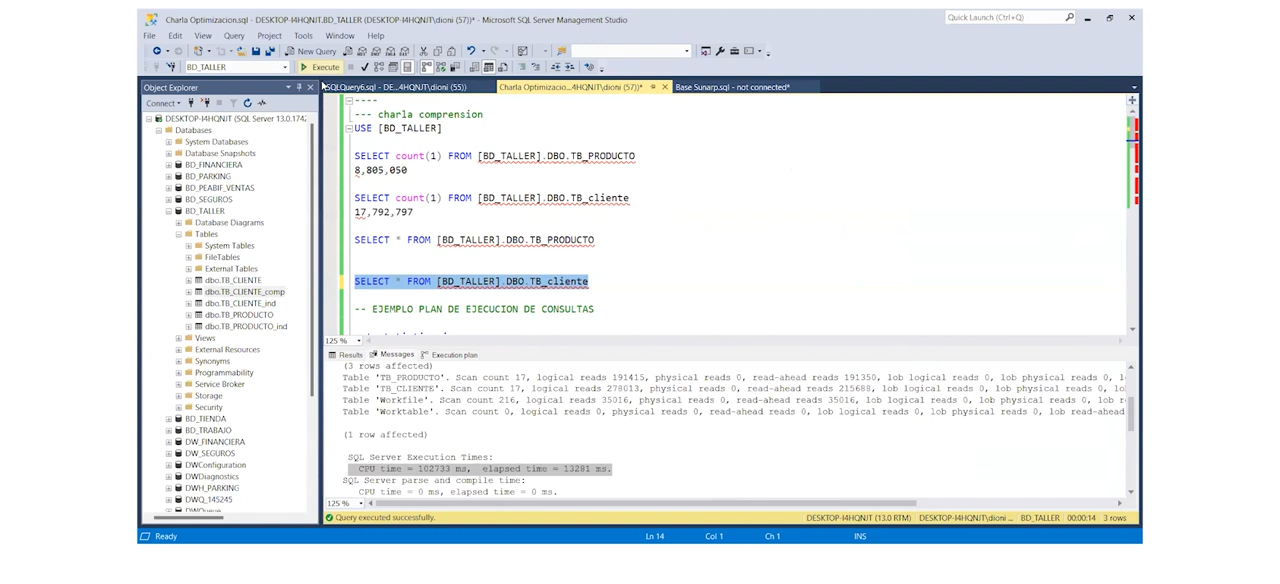 Charla Optimizacion.sql - DESKTOP-I4HQNJT.BD_TALLER (DESKTOP-I4HQNJT\dioni (57))* - Microsoft SQL Server Management Studio
Quick Launch (Ctrl+Q)
File Edit View Query Project Tools Window Help
New Query
BD_TALLER Execute
Object Explorer
SQLQuery6.sql - DE...4HQNJT\dioni (55))
Charla Optimizacio...4HQNJT\dioni (57))*
Base Sunarp.sql - not connected*
Connect
DESKTOP-I4HQNJT (SQL Server 13.0.1742
Databases
System Databases
Database Snapshots
BD_FINANCIERA
BD_PARKING
BD_PEABIF_VENTAS
BD_SEGUROS
BD_TALLER
Database Diagrams
Tables
System Tables
FileTables
External Tables
dbo.TB_CLIENTE
dbo.TB_CLIENTE_comp
dbo.TB_CLIENTE_ind
dbo.TB_PRODUCTO
dbo.TB_PRODUCTO_ind
Views
External Resources
Synonyms
Programmability
Service Broker
Storage
Security
BD_TIENDA
BD_TRABAJO
DW_FINANCIERA
DW_SEGUROS
DWConfiguration
DWDiagnostics
DWH_PARKING
DWQ_145245
DWQueue
----
--- charla comprension
USE [BD_TALLER]
SELECT count(1) FROM [BD_TALLER].DBO.TB_PRODUCTO
8,805,050
SELECT count(1) FROM [BD_TALLER].DBO.TB_cliente
17,792,797
SELECT * FROM [BD_TALLER].DBO.TB_PRODUCTO
SELECT * FROM [BD_TALLER].DBO.TB_cliente
-- EJEMPLO PLAN DE EJECUCION DE CONSULTAS
125 %
Results Messages Execution plan
(3 rows affected)
Table 'TB_PRODUCTO'. Scan count 17, logical reads 191415, physical reads 0, read-ahead reads 191350, lob logical reads 0, lob physical reads 0, lo
Table 'TB_CLIENTE'. Scan count 17, logical reads 278013, physical reads 0, read-ahead reads 215688, lob logical reads 0, lob physical reads 0, lo
Table 'Workfile'. Scan count 216, logical reads 35016, physical reads 0, read-ahead reads 35016, lob logical reads 0, lob physical reads 0, lob r
Table 'Worktable'. Scan count 0, logical reads 0, physical reads 0, read-ahead reads 0, lob logical reads 0, lob physical reads 0, lob read-ahead
(1 row affected)
SQL Server Execution Times:
CPU time = 102733 ms, elapsed time = 13281 ms.
SQL Server parse and compile time:
CPU time = 0 ms, elapsed time = 0 ms.
125 %
Query executed successfully.
DESKTOP-I4HQNJT (13.0 RTM) DESKTOP-I4HQNJT\dioni ... BD_TALLER 00:00:14 3 rows
Ready Ln 14 Col 1 Ch 1 INS